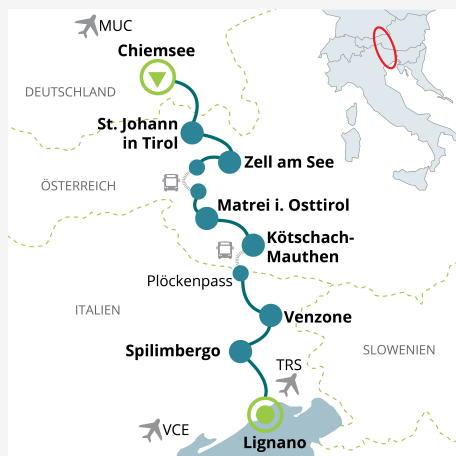 MUC
Chiemsee
DEUTSCHLAND
St. Johann
in Tirol
Zell am See
ÖSTERREICH
Matrei i. Osttirol
Kötschach-
Mauthen
Plöckenpass
ITALIEN
Venzone
Spilimbergo
SLOWENIEN
TRS
VCE
Lignano